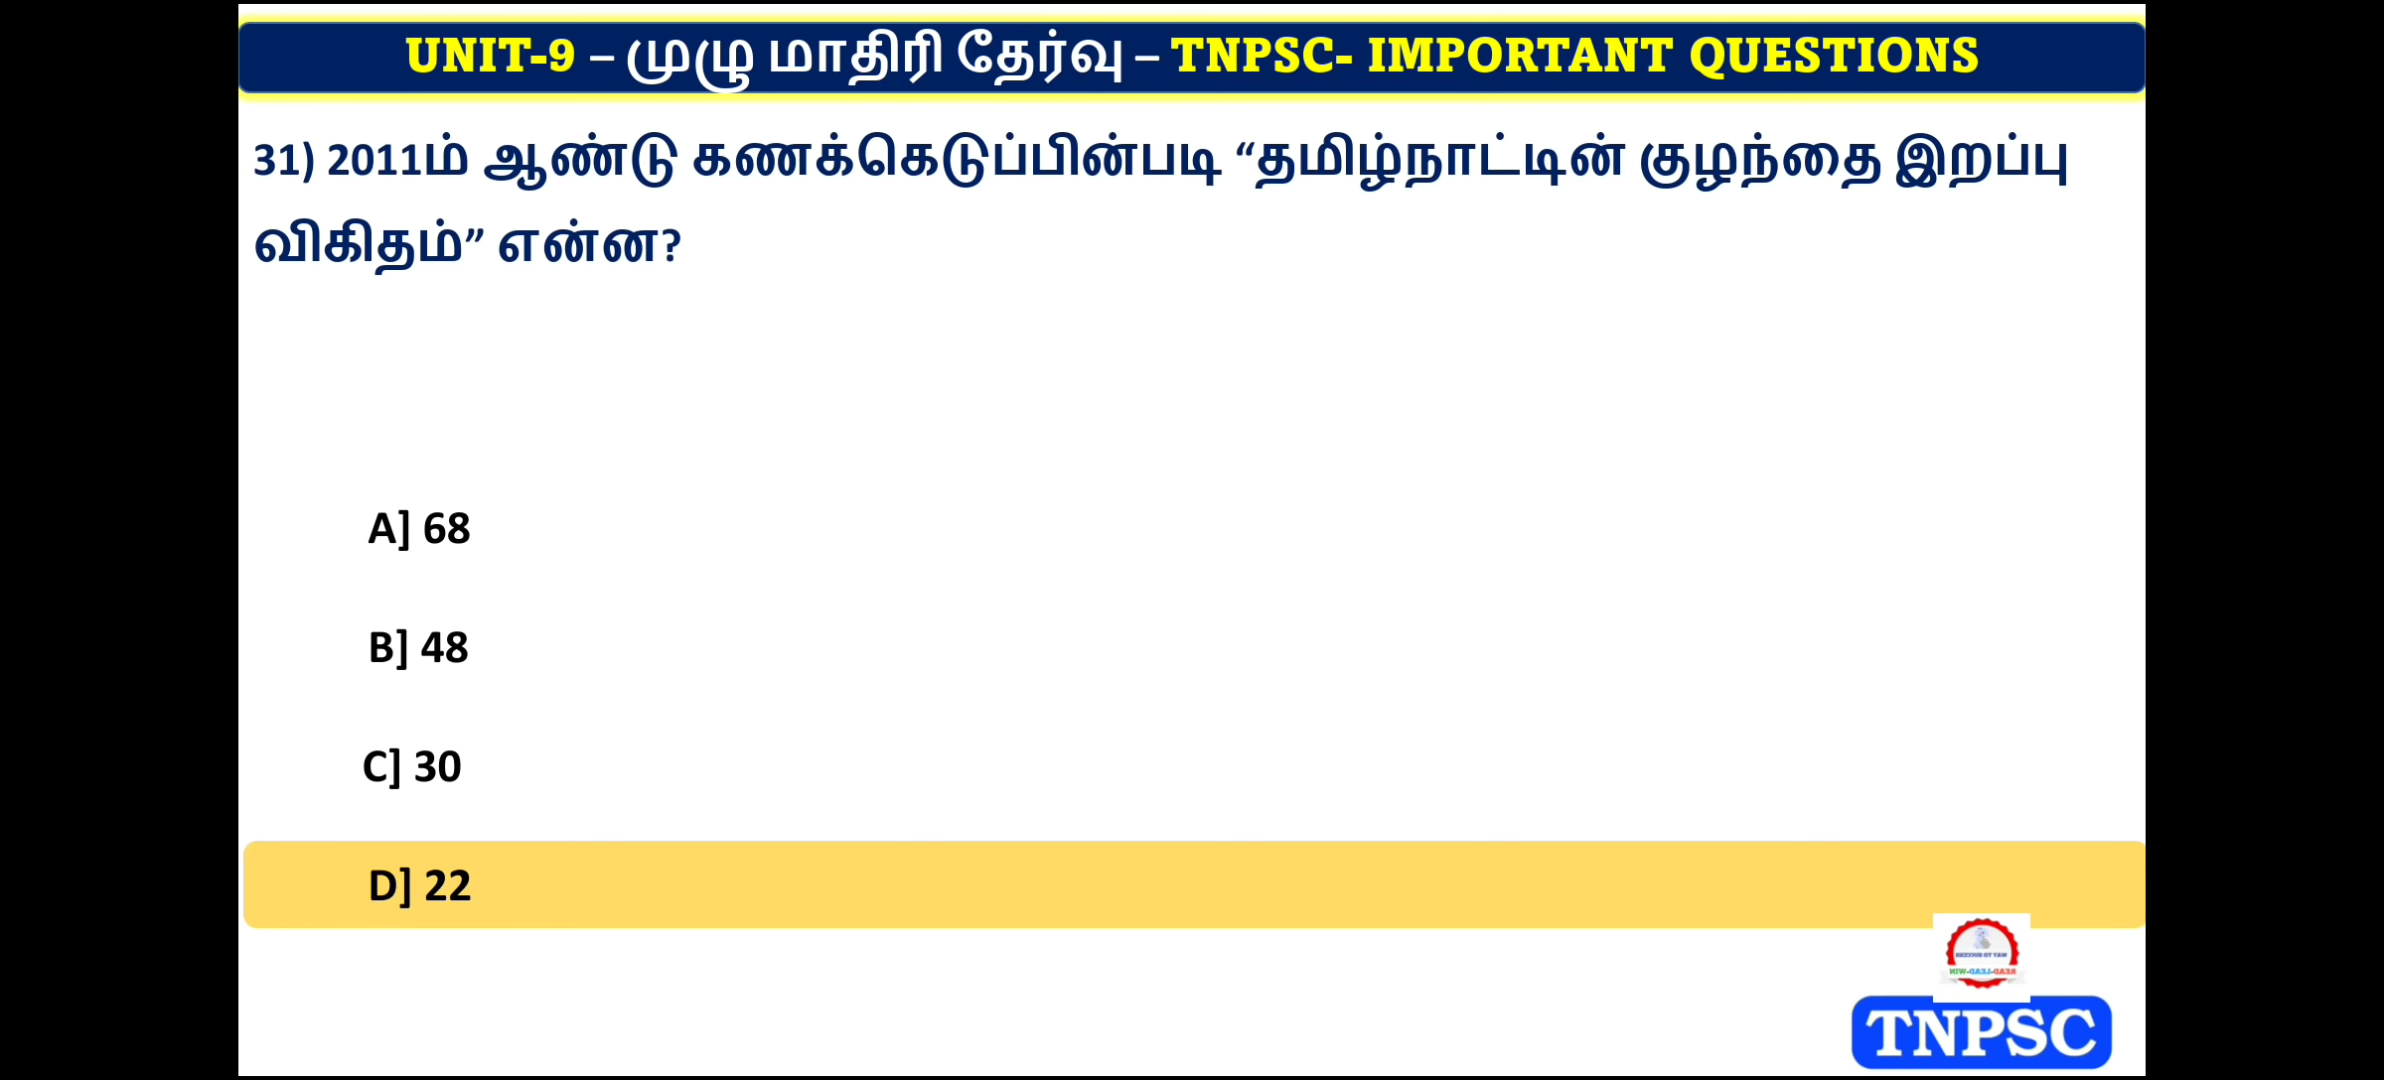 UNIT-9 – முழு மாதிரி தேர்வு – TNPSC- IMPORTANT QUESTIONS
31) 2011ம் ஆண்டு கணக்கெடுப்பின்படி “தமிழ்நாட்டின் குழந்தை இறப்பு
விகிதம்” என்ன?
A] 68
B] 48
C] 30
D] 22
TNPSC